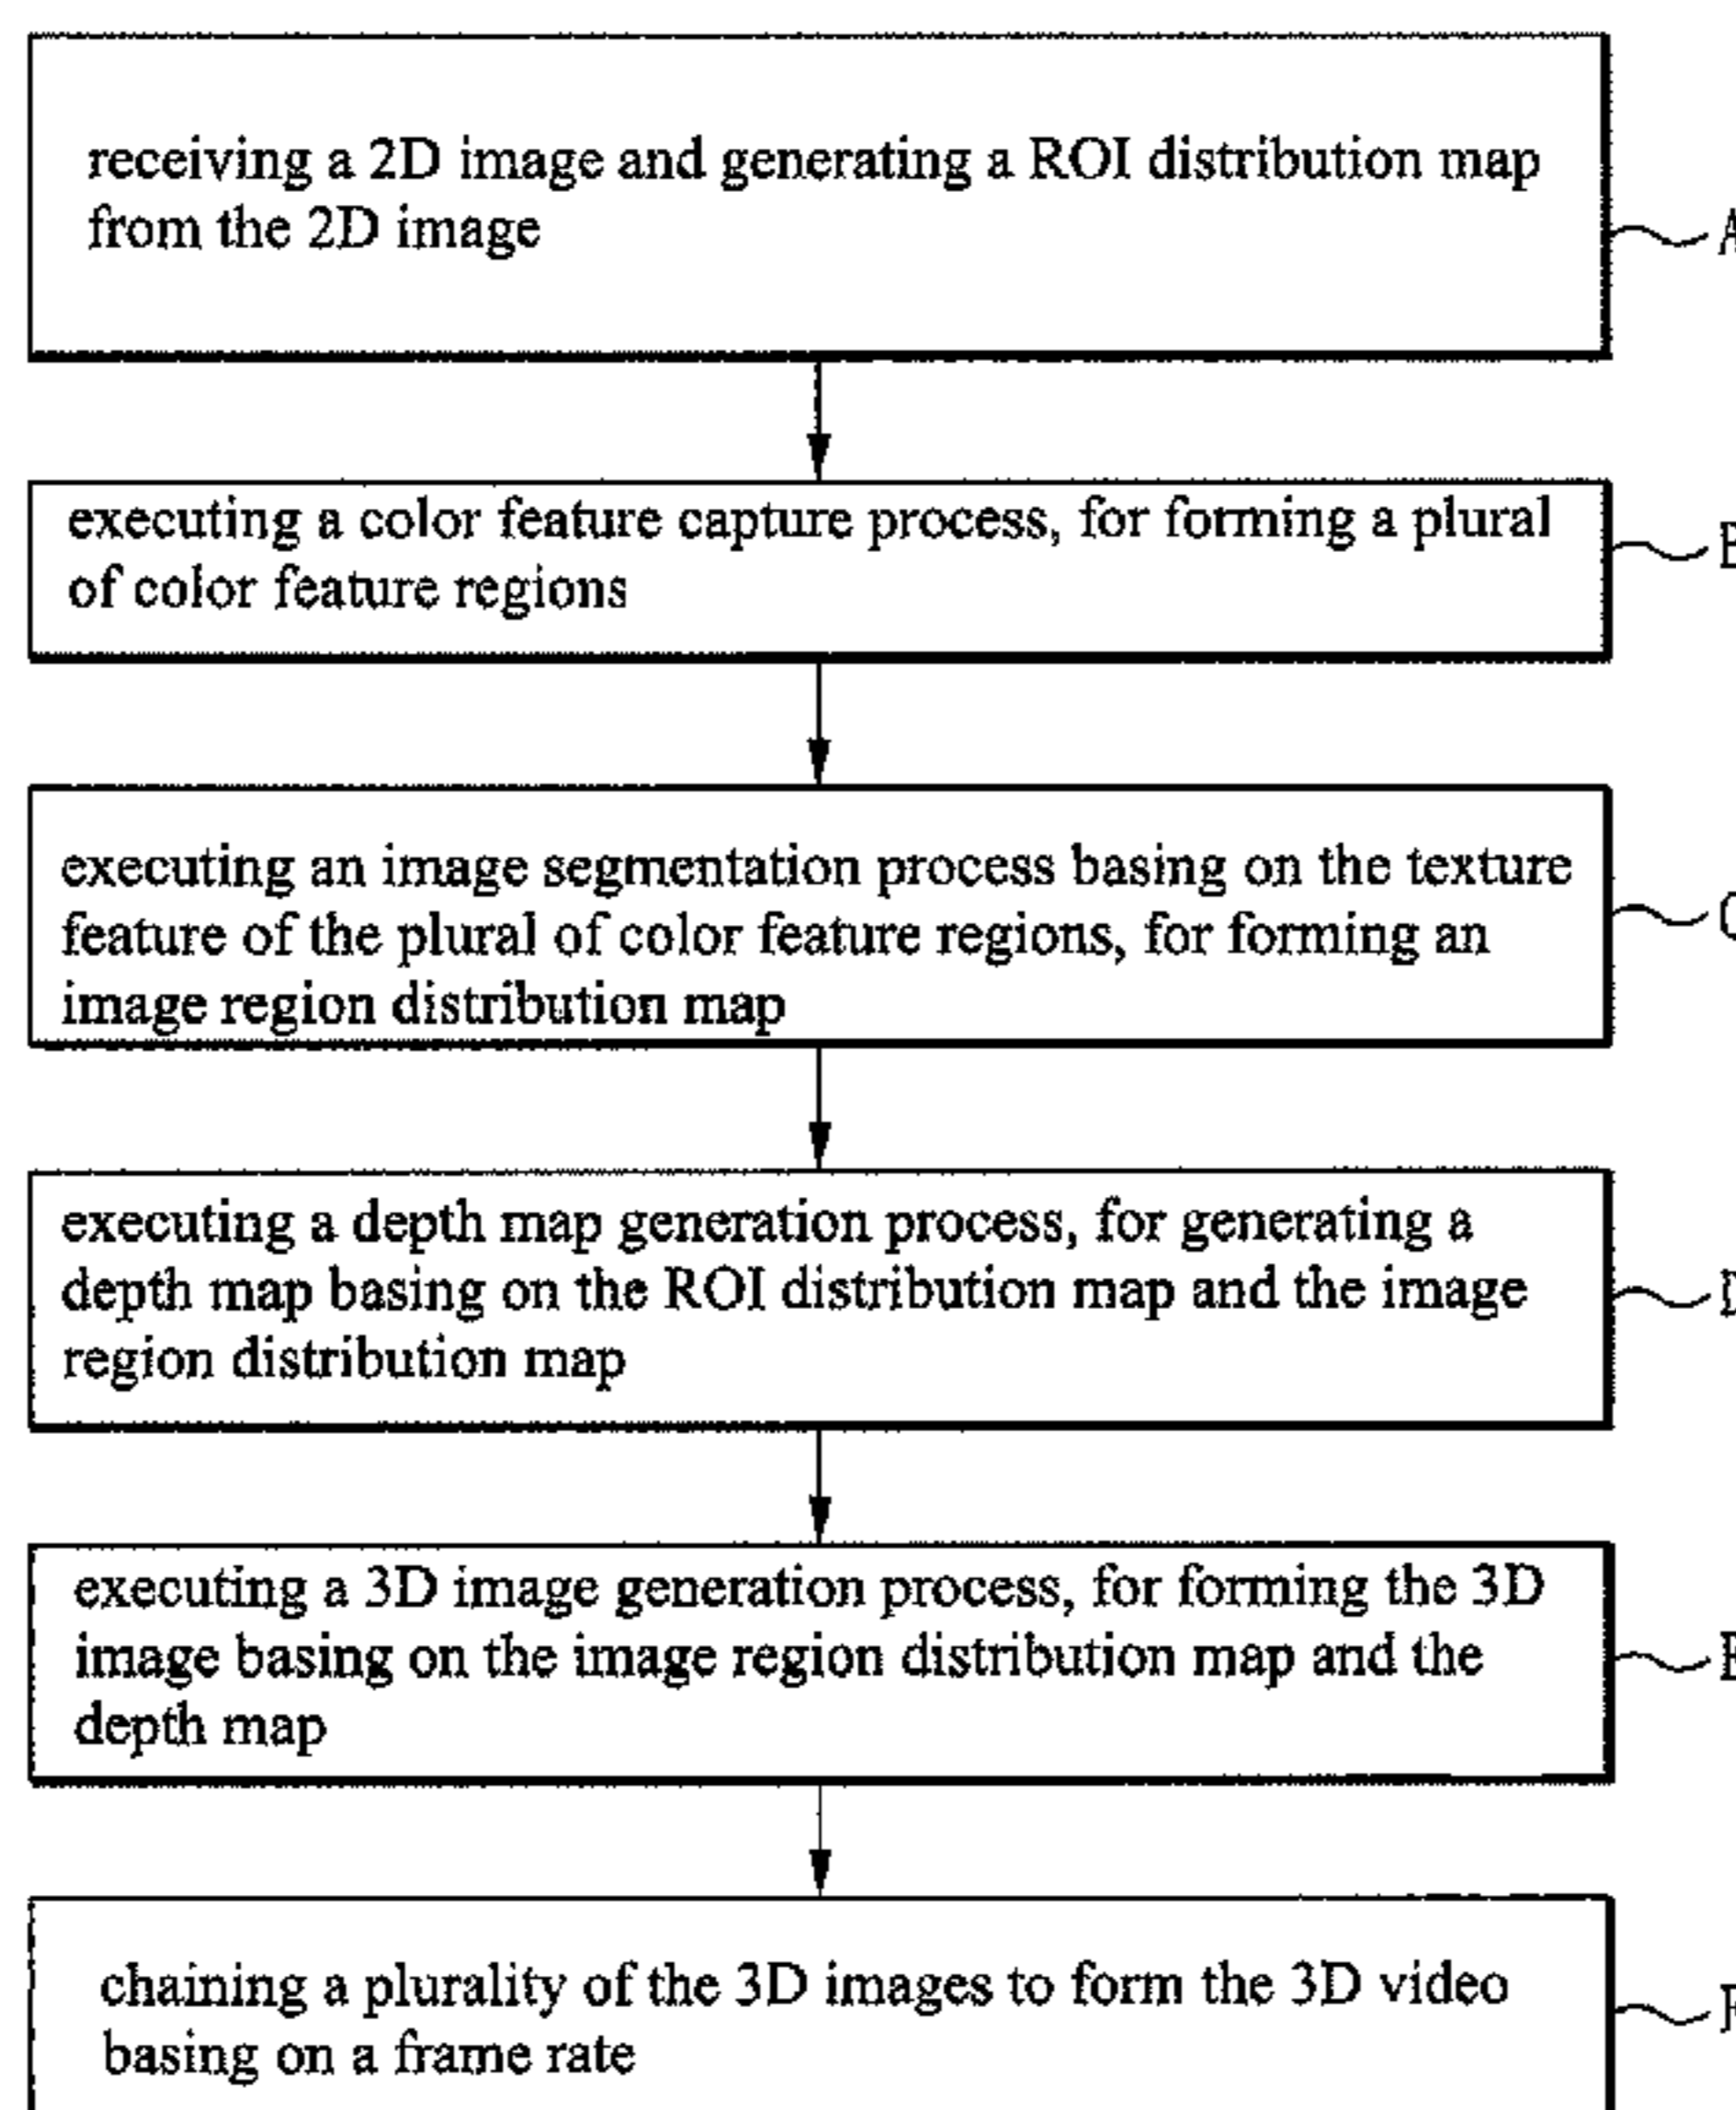 receiving a 2D image and generating a ROI distribution map
from the 2D image
A
executing a color feature capture process, for forming a plural
of color feature regions
executing an image segmentation process basing on the texture
feature of the plural of color feature regions, for forming an
image region distribution map
executing a depth map generation process, for generating a
depth map basing on the ROI distribution map and the image
region distribution map
executing a 3D image generation process, for forming the 3D
image basing on the image region distribution map and the
depth map
chaining a plurality of the 3D images to form the 3D video
basing on a frame rate